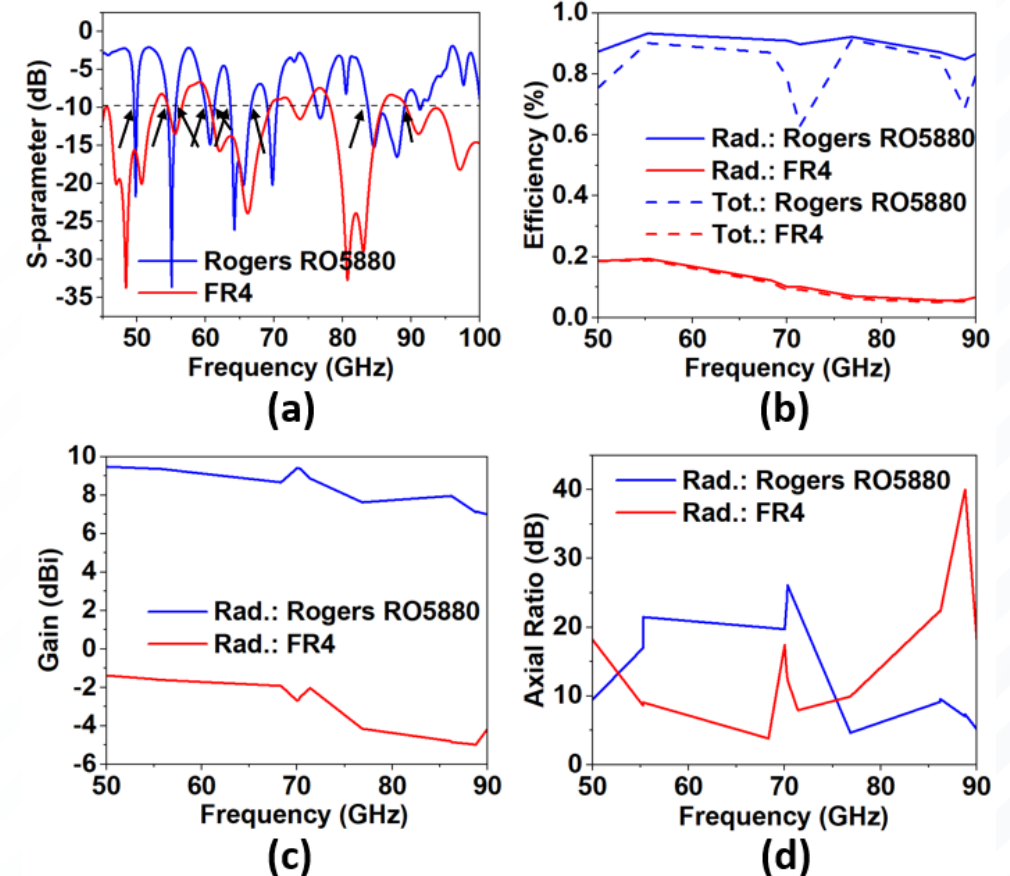 0
-5
-10
-15
-20
-25
-30
-35
S-parameter (dB)
Rogers RO5880
FR4
50
60
70
80
90
100
Frequency (GHz)
(a)
1.0
0.8
0.6
0.4
0.2
0.0
Efficiency (%)
Rad.: Rogers RO5880
Rad.: FR4
Tot.: Rogers RO5880
Tot.: FR4
50
60
70
80
90
Frequency (GHz)
(b)
10
8
6
4
2
0
-2
-4
-6
Gain (dBi)
Rad.: Rogers RO5880
Rad.: FR4
50
60
70
80
90
Frequency (GHz)
(c)
40
30
20
10
0
Axial Ratio (dB)
Rad.: Rogers RO5880
Rad.: FR4
50
60
70
80
90
Frequency (GHz)
(d)